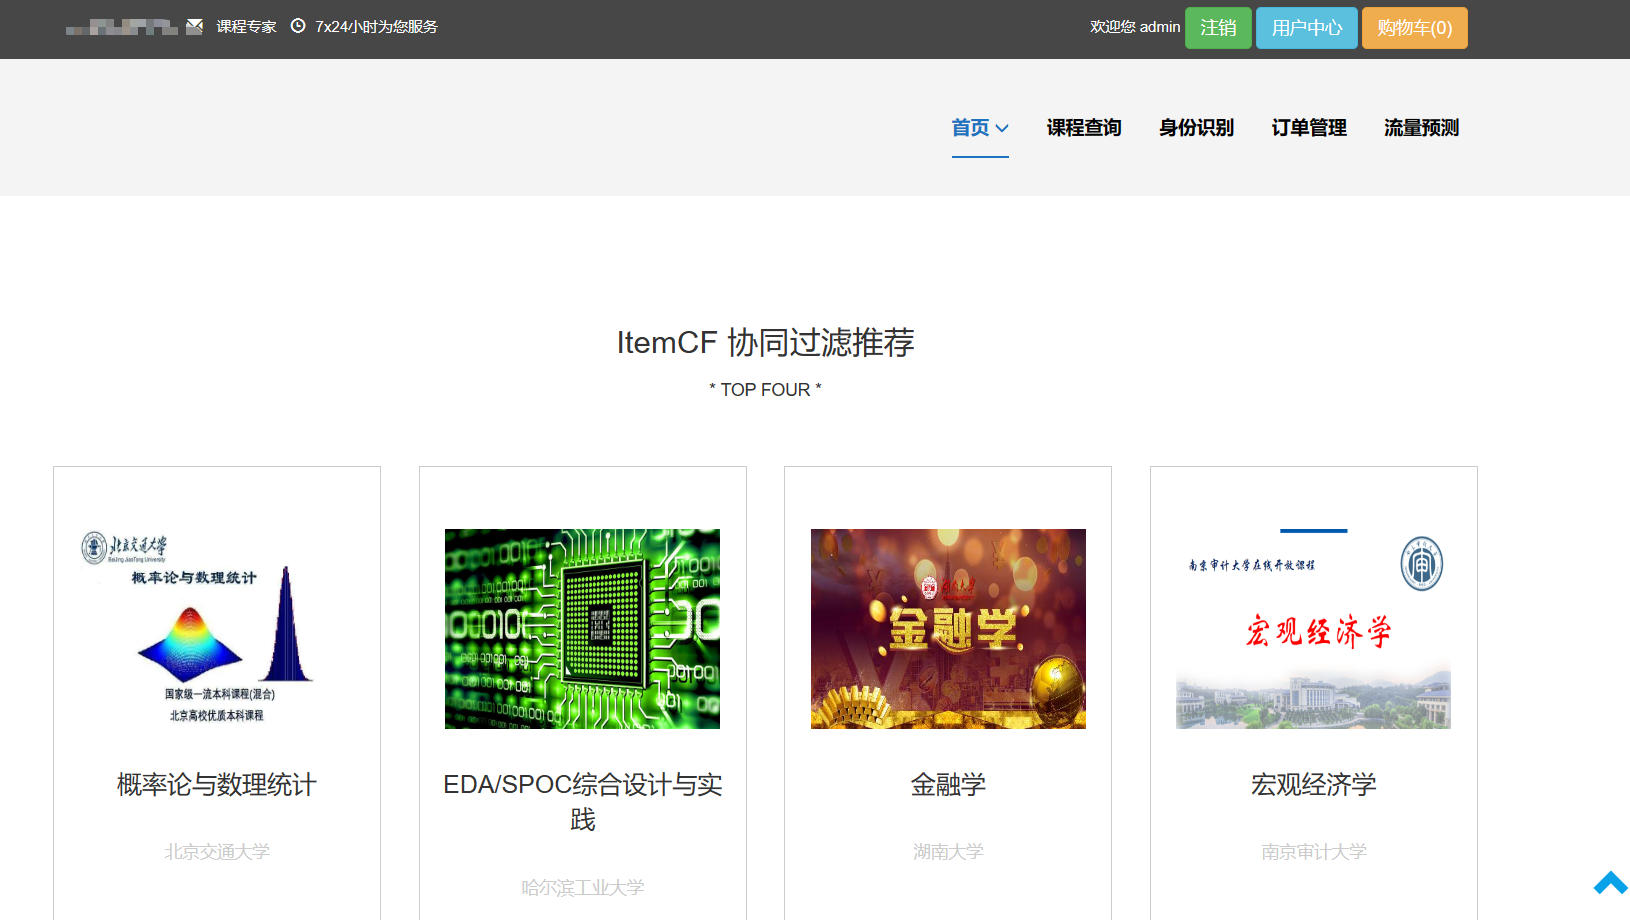 课程专家 7x24小时为您服务 欢迎您 admin 注销 用户中心 购物车(0)
首页 课程查询 身份识别 订单管理 流量预测
ItemCF 协同过滤推荐
* TOP FOUR *
北京交通大学
Beijing JiaoTong University
概率论与数理统计
国家级一流本科课程(混合)
北京高校优质本科课程
湖南大学
金融学
南京审计大学在线开放课程
宏观经济学
概率论与数理统计
北京交通大学
EDA/SPOC综合设计与实
践
哈尔滨工业大学
金融学
湖南大学
宏观经济学
南京审计大学